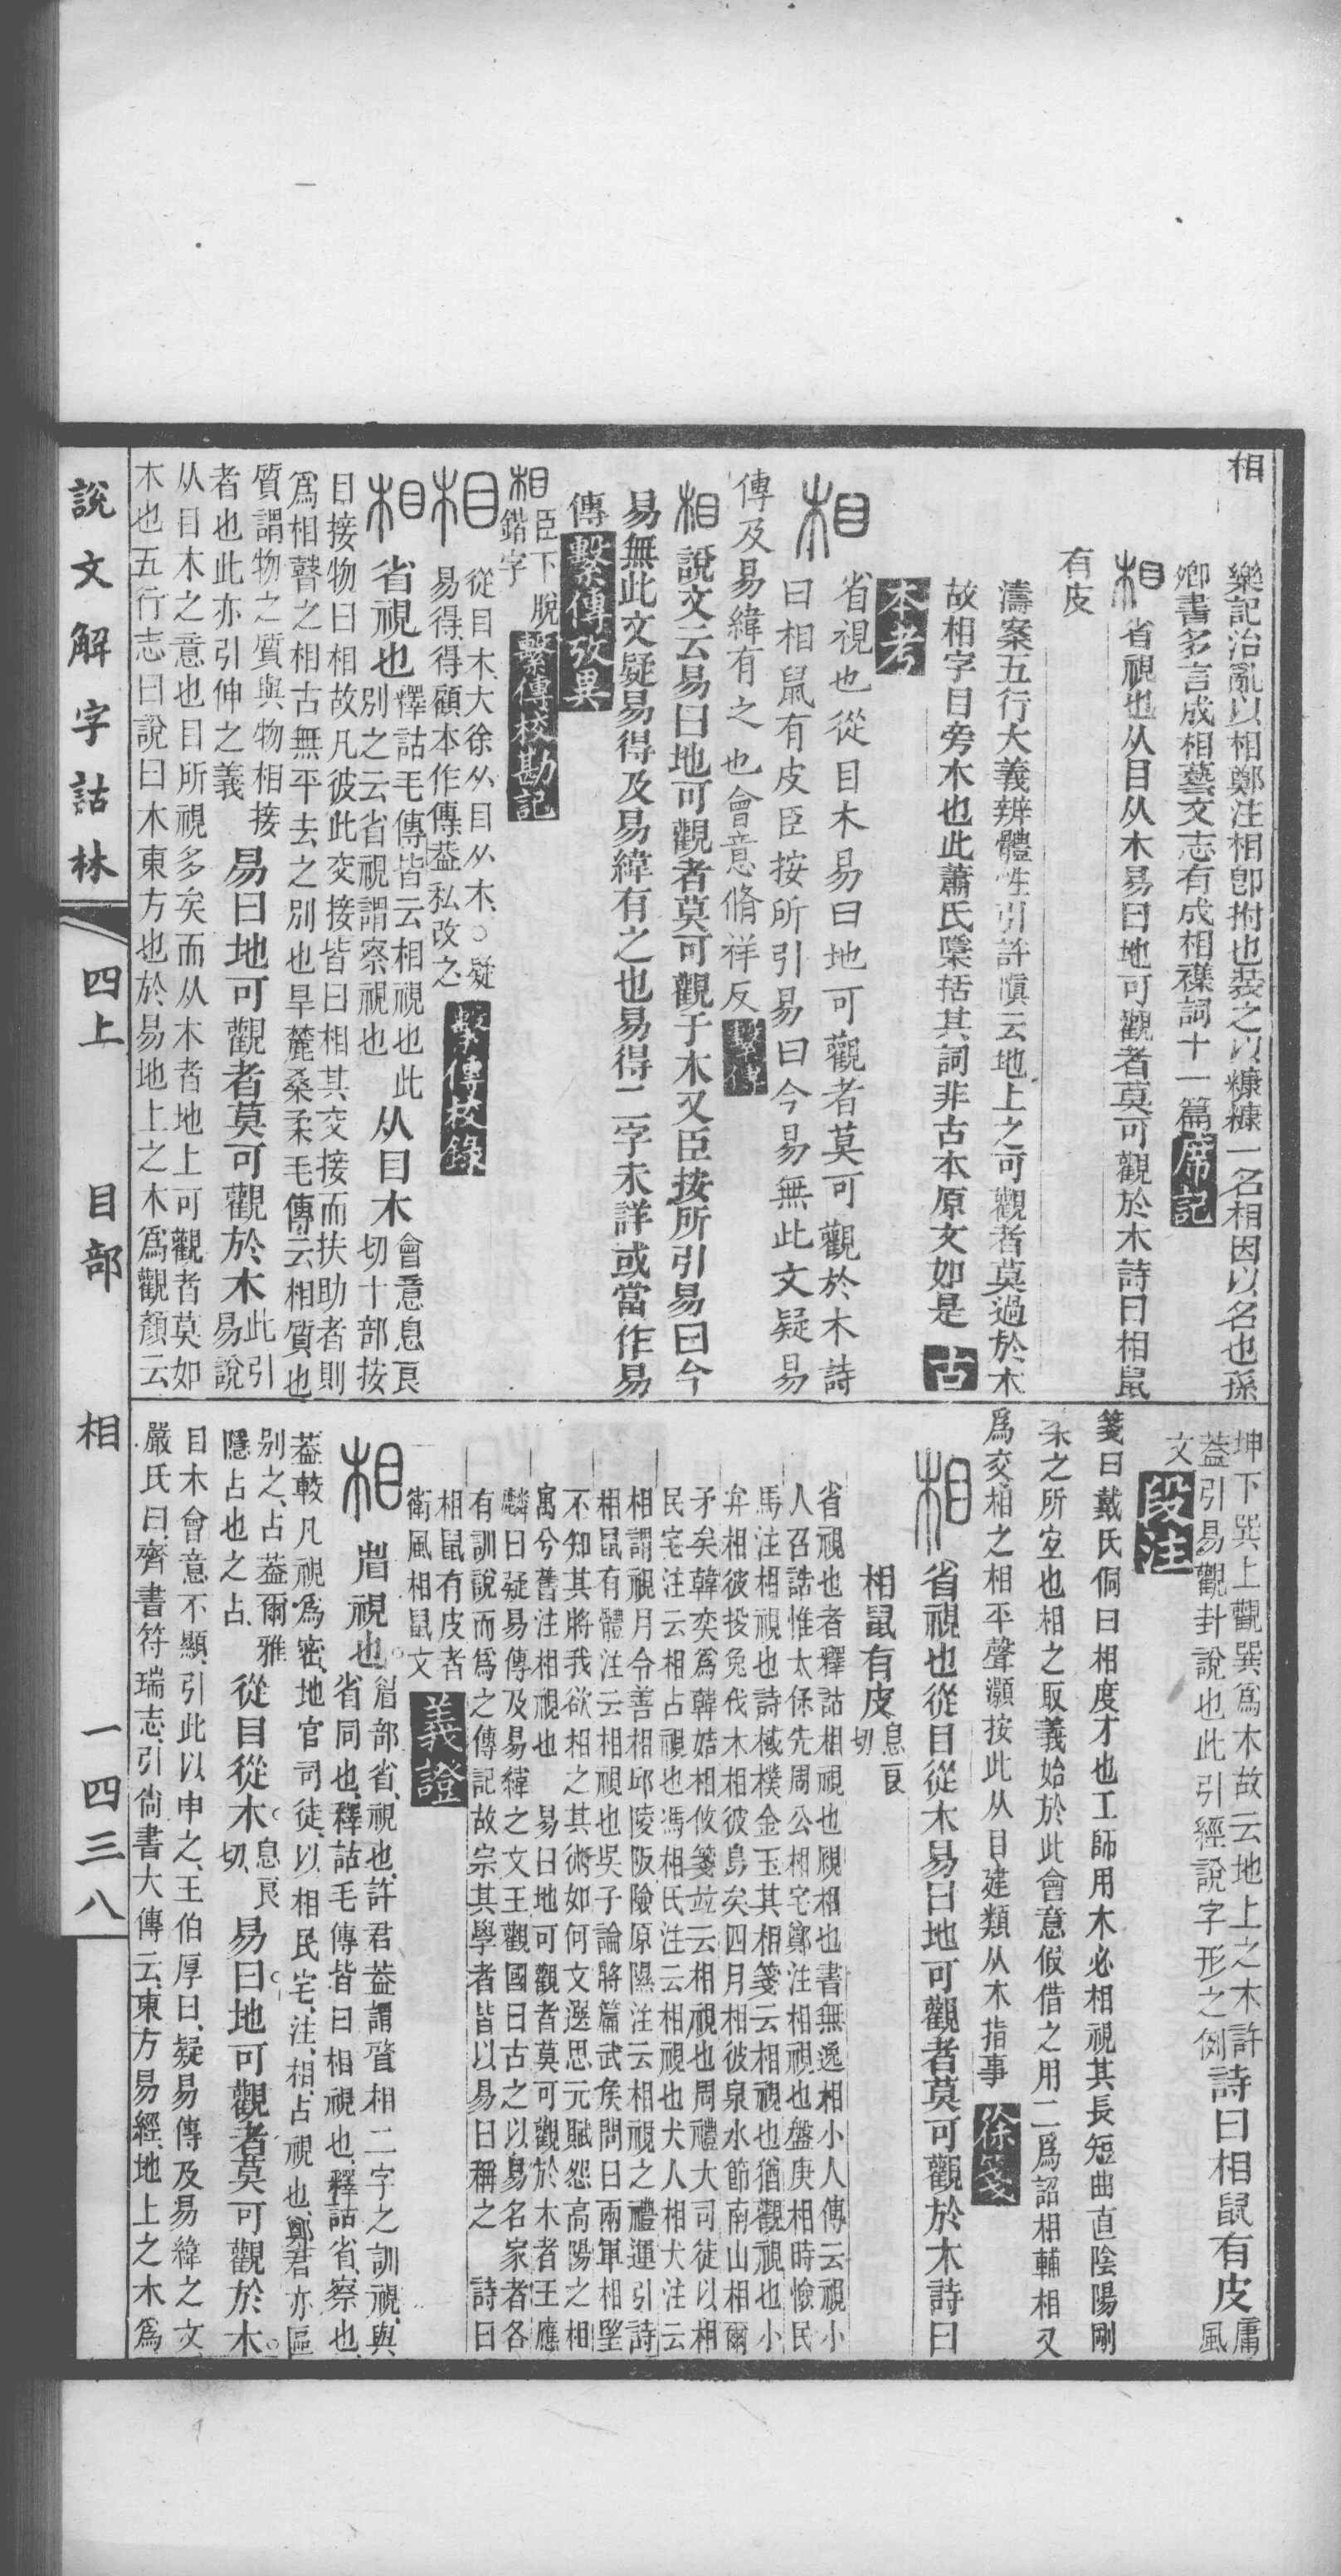 相
樂記治亂以相鄭注相卽拊也裝之以糠糠一名相因以名也孫
卿書多言成相藝文志有成相襍詞十一篇席記
相省視也从目从木易曰地可觀者莫可觀於木詩曰相鼠
有皮
濤案五行大義辨體性引許愼云地上之可觀者莫過於木
故相字目旁木也此蕭氏檃括其詞非古本原文如是古
本考
相省視也從目木易曰地可觀者莫可觀於木詩
曰相鼠有皮臣按所引易曰今易無此文疑易
傳及易緯有之也會意脩祥反繫傳
相說文云易曰地可觀者莫可觀于木又臣按所引易曰今
易無此文疑易得及易緯有之也易得二字未詳或當作易
傳繫傳攷異
相臣下脫
鍇字繫傳校勘記
相從目木大徐从目从木○疑
易得得顧本作傳葢私改之繫傳校錄
相省視也釋詁毛傳皆云相視也此
別之云省視謂察視也从目木會意息良
切十部按
目接物曰相故凡彼此交接皆曰相其交接而扶助者則
爲相瞽之相古無平去之別也旱麓桑柔毛傳云相質也
質謂物之質與物相接
者也此亦引伸之義易曰地可觀者莫可觀於木此引
易說
从目木之意也目所視多矣而从木者地上可觀者莫如
木也五行志曰說曰木東方也於易地上之木爲觀顏云
坤下巽上觀巽爲木故云地上之木許
葢引易觀卦說也此引經說字形之例詩曰相鼠有皮鄘
風
文段注
箋曰戴氏侗曰相度才也工師用木必相視其長短曲直陰陽剛
柔之所宐也相之取義始於此會意假借之用二爲詔相輔相又
爲交相之相平聲灝按此从目建類从木指事徐箋
相省視也從目從木易曰地可觀者莫可觀於木詩曰
相鼠有皮息良
切
省視也者釋詁相視也覛相也書無逸相小人傳云視小
人召誥惟太保先周公相宅鄭注相視也盤庚相時憸民
馬注相視也詩棫樸金玉其相箋云相視也猶觀視也小
弁相彼投兔伐木相彼鳥矣四月相彼泉水節南山相爾
矛矣韓奕爲韓姞相攸箋竝云相視也周禮大司徒以相
民宅注云相占視也馮相氏注云相視也犬人相犬注云
相謂視月令善相邱陵阪險原隰注云相視之禮運引詩
相鼠有體注云相視也吳子論將篇武矦問曰兩軍相望
不知其將我欲相之其術如何文選思元賦怨高陽之相
寓兮舊注相視也易曰地可觀者莫可觀於木者王應
麟曰疑易傳及易緯之文王觀國曰古之以易名家者各
有訓說而爲之傳記故宗其學者皆以易曰稱之詩曰
相鼠有皮者
衞風相鼠文義證
相䁞視也䁞部省視也許君葢謂䁞相二字之訓視與
省同也釋詁毛傳皆曰相視也釋詁省察也
葢較凡視爲密地官司徒以相民宅注相占視也鄭君亦區
別之占葢爾雅
隱占也之占從目從木息良
切易曰地可觀者莫可觀於木
目木會意不顯引此以申之王伯厚曰疑易傳及易緯之文
嚴氏曰齊書符瑞志引尙書大傳云東方易經地上之木爲
說文解字詁林
四上
目部
相
一四三八